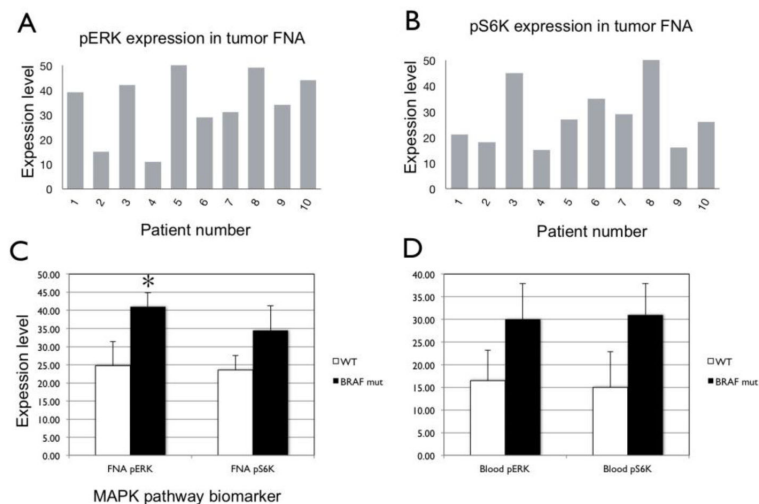 A
pERK expression in tumor FNA
Expession level
50
40
30
20
10
0
1 2 3 4 5 6 7 8 9 10
Patient number
B
pS6K expression in tumor FNA
Expession level
50
40
30
20
10
0
1 2 3 4 5 6 7 8 9 10
Patient number
C
Expession level
50.00
45.00
40.00
35.00
30.00
25.00
20.00
15.00
10.00
5.00
0.00
*
WT
BRAF mut
FNA pERK FNA pS6K
MAPK pathway biomarker
D
40.00
35.00
30.00
25.00
20.00
15.00
10.00
5.00
0.00
WT
BRAF mut
Blood pERK Blood pS6K